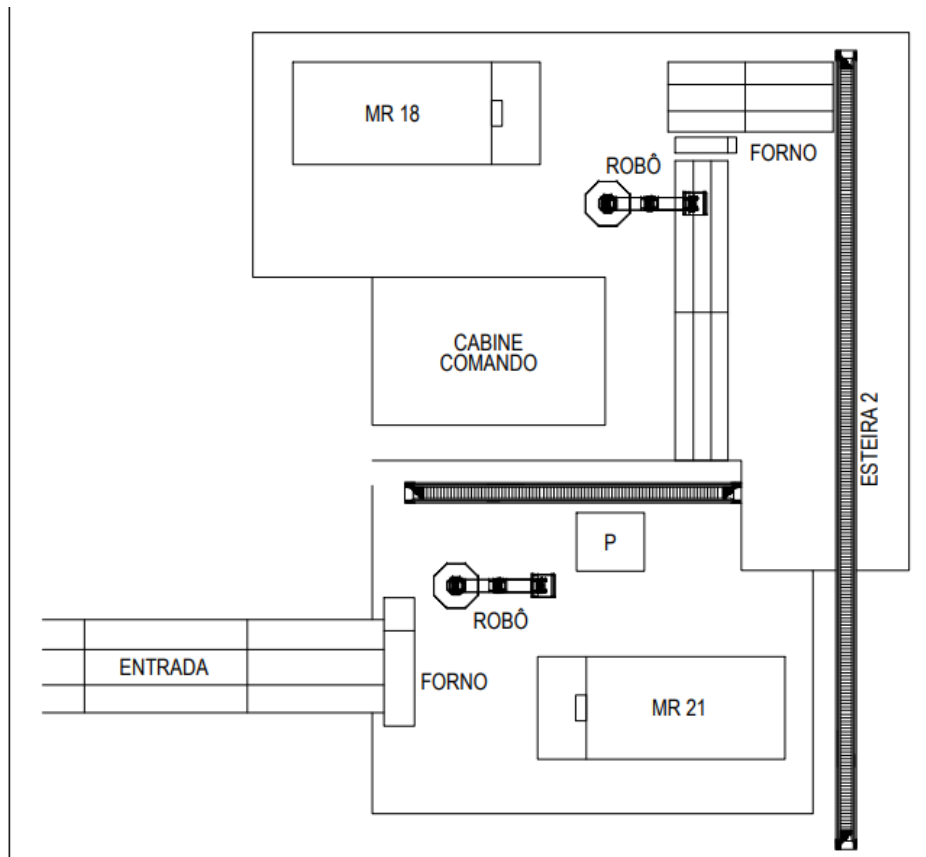 MR 18
FORNO
ROBÔ
CABINE
COMANDO
ESTEIRA 2
P
ROBÔ
ENTRADA
FORNO
MR 21